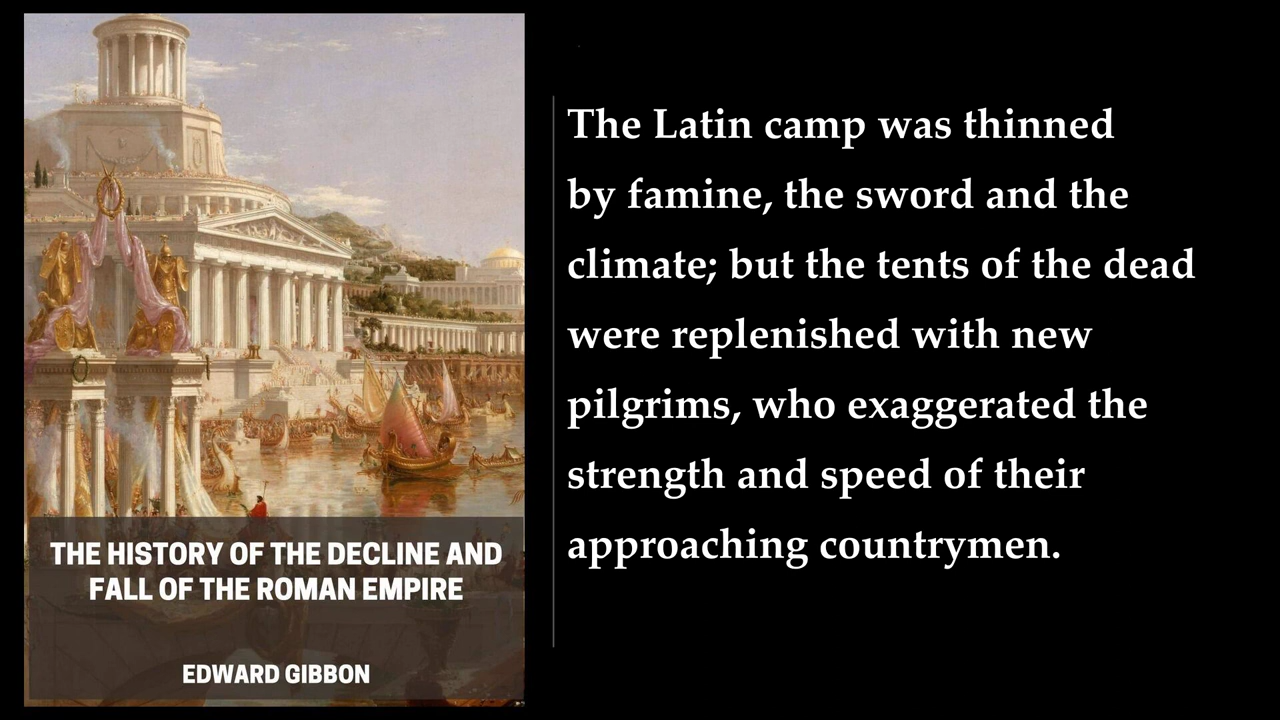 THE HISTORY OF THE DECLINE AND
FALL OF THE ROMAN EMPIRE
EDWARD GIBBON
The Latin camp was thinned
by famine, the sword and the
climate; but the tents of the dead
were replenished with new
pilgrims, who exaggerated the
strength and speed of their
approaching countrymen.